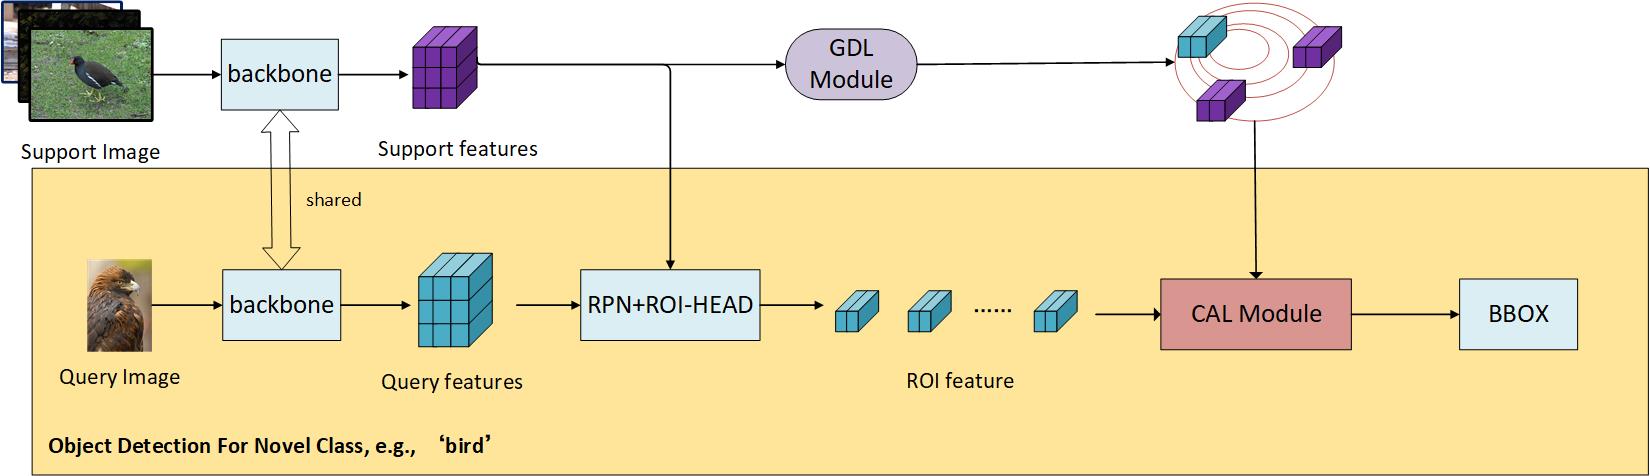 backbone
GDL
Module
Support Image
Support features
shared
backbone
RPN+ROI-HEAD
......
CAL Module
BBOX
Query Image
Query features
ROI feature
Object Detection For Novel Class, e.g., ‘bird’